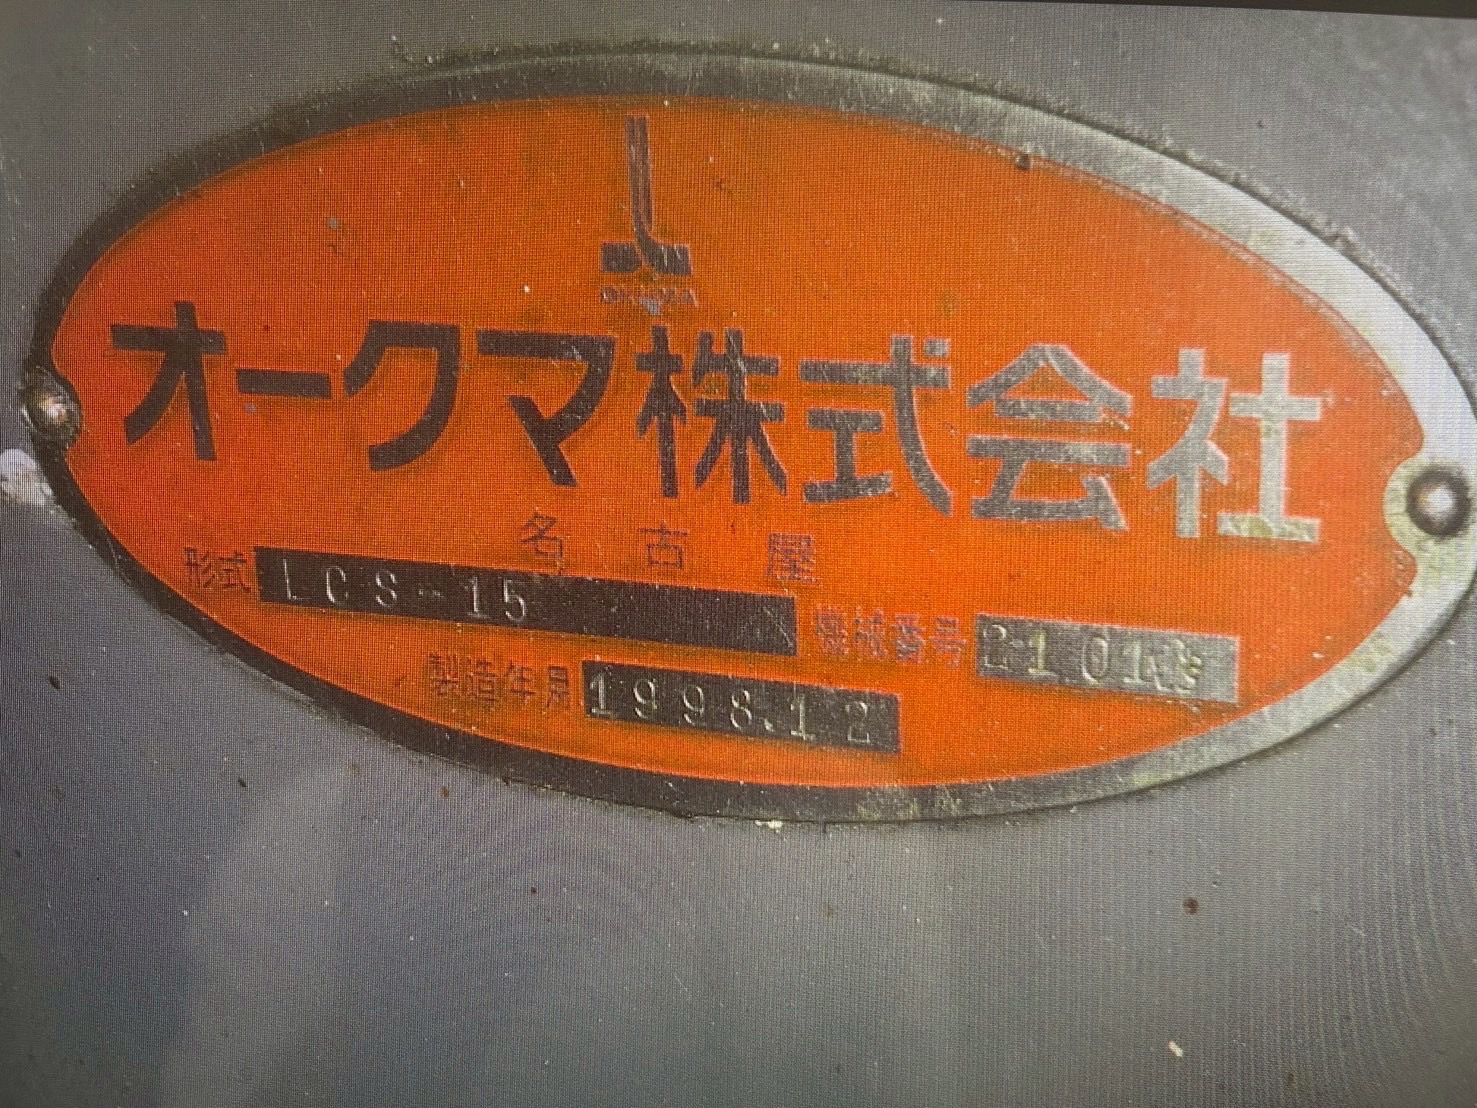 OKUMA
オークマ株式会社
名古屋
形式 LCS-15 機械番号
製造年月 1998.12